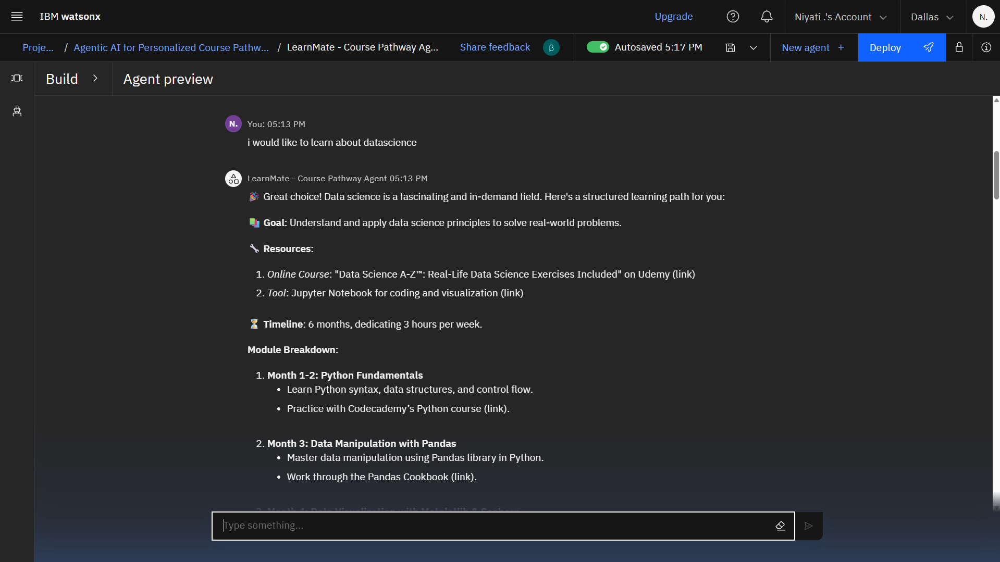 IBM watsonx
Upgrade
Niyati .'s Account
Dallas
N.
Proje... / Agentic AI for Personalized Course Pathw... / LearnMate - Course Pathway Ag...
Share feedback
β
Autosaved 5:17 PM
New agent +
Deploy
Build
Agent preview
N.
You: 05:13 PM
i would like to learn about datascience
LearnMate - Course Pathway Agent 05:13 PM
🎉 Great choice! Data science is a fascinating and in-demand field. Here's a structured learning path for you:
📚 Goal: Understand and apply data science principles to solve real-world problems.
🔧 Resources:
1. Online Course: "Data Science A-Z™: Real-Life Data Science Exercises Included" on Udemy (link)
2. Tool: Jupyter Notebook for coding and visualization (link)
⏳ Timeline: 6 months, dedicating 3 hours per week.
Module Breakdown:
1. Month 1-2: Python Fundamentals
• Learn Python syntax, data structures, and control flow.
• Practice with Codecademy’s Python course (link).
2. Month 3: Data Manipulation with Pandas
• Master data manipulation using Pandas library in Python.
• Work through the Pandas Cookbook (link).
3. Month 4: Data Visualization with Matplotlib & Seaborn
Type something...